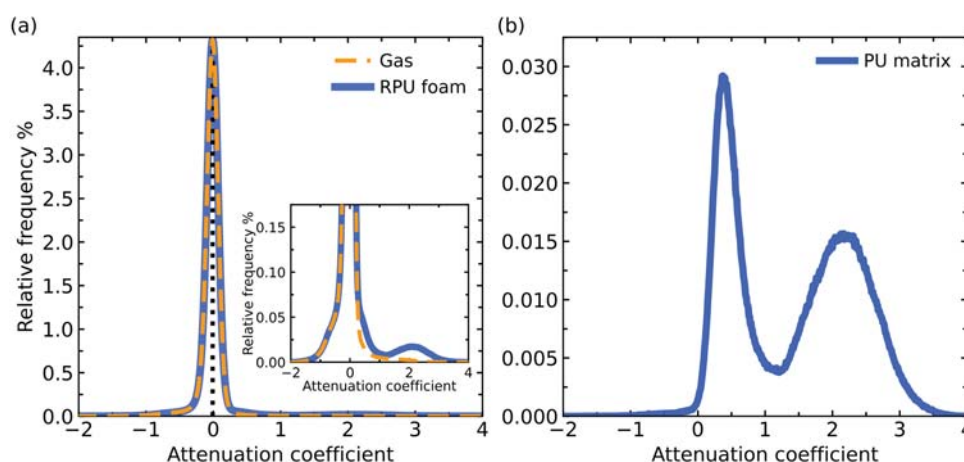 (a)
Relative frequency %
4.0
3.5
3.0
2.5
2.0
1.5
1.0
0.5
0.0
−2 −1 0 1 2 3 4
Attenuation coefficient
Gas
RPU foam
Relative frequency %
0.15
0.10
0.05
0.00
−2 0 2 4
Attenuation coefficient
(b)
0.030
0.025
0.020
0.015
0.010
0.005
0.000
−2 −1 0 1 2 3 4
Attenuation coefficient
PU matrix